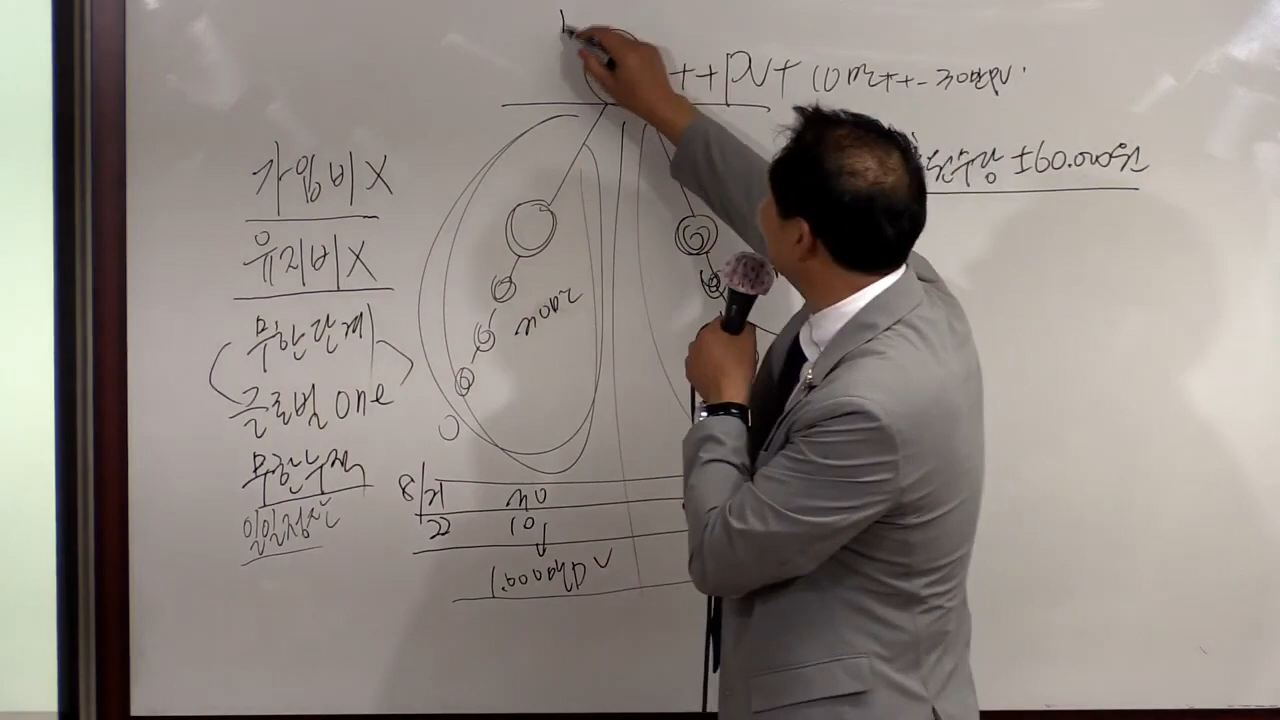 ++PV+ 10만++- 30만PV
수당 ±60.000원
가입비 X
유지비 X
무한단계
글로벌 one
무한누적
일일정산
8/21
22 10
1.000만PV